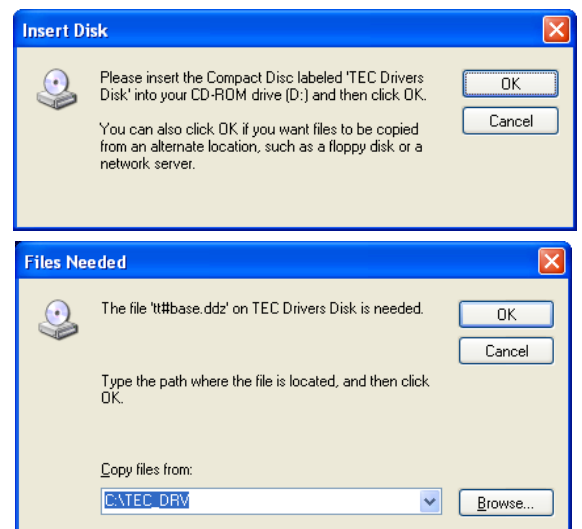 Insert Disk
Please insert the Compact Disc labeled 'TEC Drivers
Disk' into your CD-ROM drive (D:) and then click OK.
OK
You can also click OK if you want files to be copied
from an alternate location, such as a floppy disk or a
network server.
Cancel
Files Needed
The file 'tt#base.ddz' on TEC Drivers Disk is needed.
OK
Cancel
Type the path where the file is located, and then click
OK.
Copy files from:
C:\TEC_DRV
Browse...